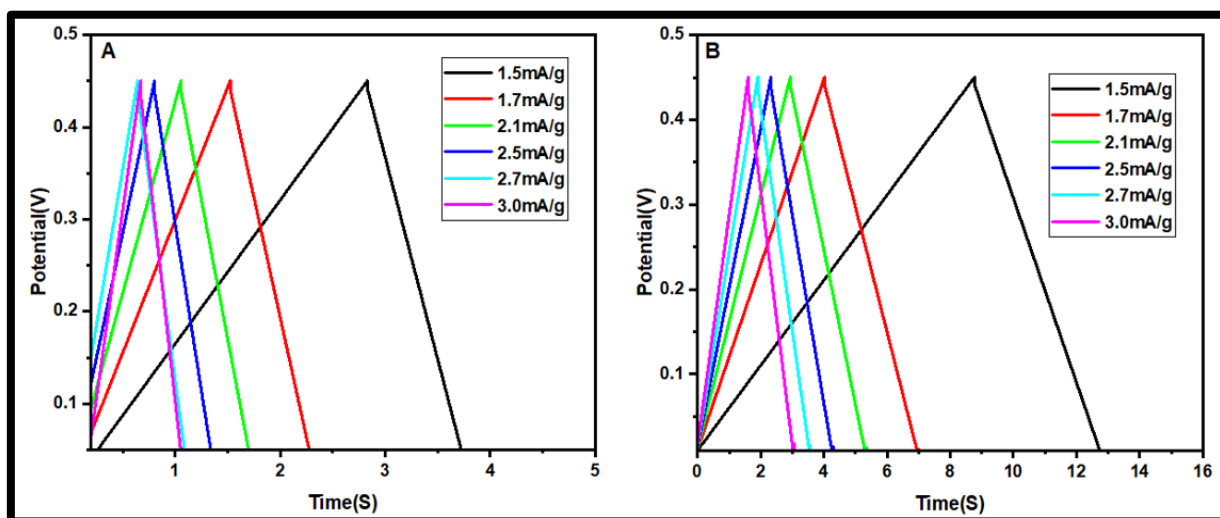 A
0.5
0.4
0.3
0.2
0.1
Potential(V)
1.5mA/g
1.7mA/g
2.1mA/g
2.5mA/g
2.7mA/g
3.0mA/g
1 2 3 4 5
Time(S)
B
0.5
0.4
0.3
0.2
0.1
Potential(V)
1.5mA/g
1.7mA/g
2.1mA/g
2.5mA/g
2.7mA/g
3.0mA/g
0 2 4 6 8 10 12 14 16
Time(S)